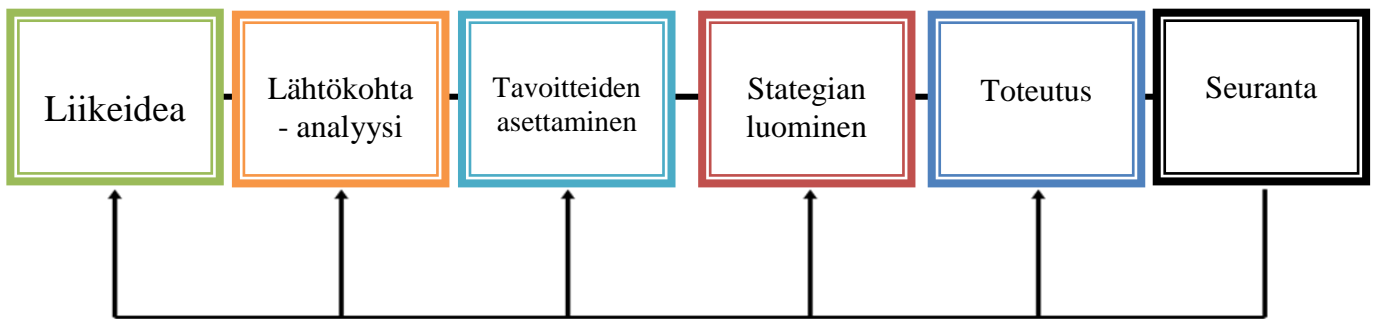 Liikeidea
Lähtökohta
- analyysi
Tavoitteiden
asettaminen
Stategian
luominen
Toteutus
Seuranta